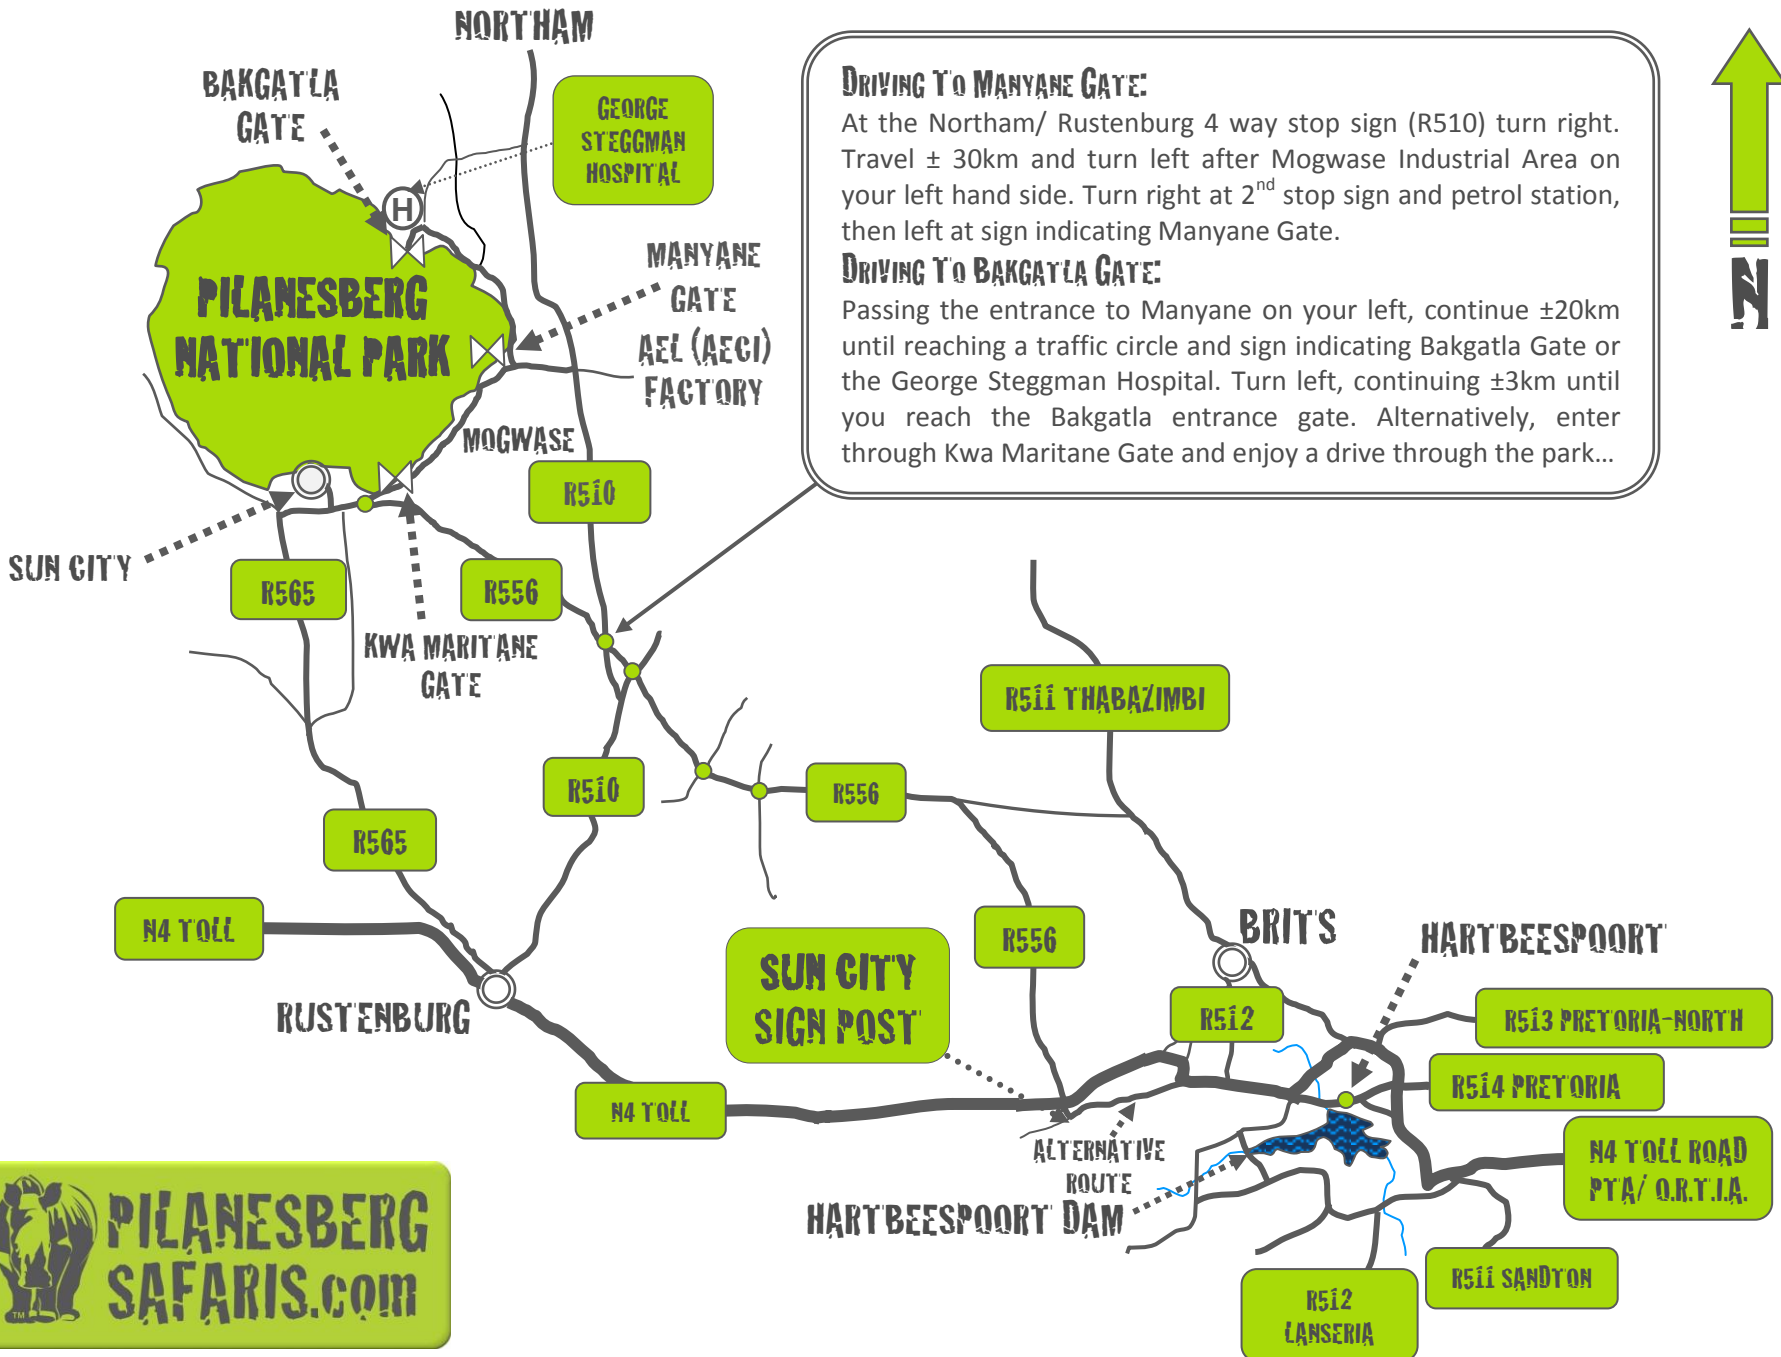 NORTHAM
BAKGATLA
GATE
GEORGE
STEGGMAN
HOSPITAL
H
DRIVING TO MANYANE GATE:
At the Northam/ Rustenburg 4 way stop sign (R510) turn right.
Travel ± 30km and turn left after Mogwase Industrial Area on
your left hand side. Turn right at 2nd stop sign and petrol station,
then left at sign indicating Manyane Gate.
DRIVING TO BAKGATLA GATE:
Passing the entrance to Manyane on your left, continue ±20km
until reaching a traffic circle and sign indicating Bakgatla Gate or
the George Steggman Hospital. Turn left, continuing ±3km until
you reach the Bakgatla entrance gate. Alternatively, enter
through Kwa Maritane Gate and enjoy a drive through the park…
N
PILANESBERG
NATIONAL PARK
MANYANE
GATE
AEL (AECI)
FACTORY
MOGWASE
R510
SUN CITY
R565
R556
KWA MARITANE
GATE
R511 THABAZIMBI
R510
R556
R565
N4 TOLL
RUSTENBURG
SUN CITY
SIGN POST
R556
BRITS
HARTBEESPOORT
R512
R513 PRETORIA-NORTH
R514 PRETORIA
N4 TOLL
ALTERNATIVE
ROUTE
N4 TOLL ROAD
PTA/ O.R.T.I.A.
HARTBEESPOORT DAM
R511 SANDTON
R512
LANSERIA
PILANESBERG
SAFARIS.com
TM